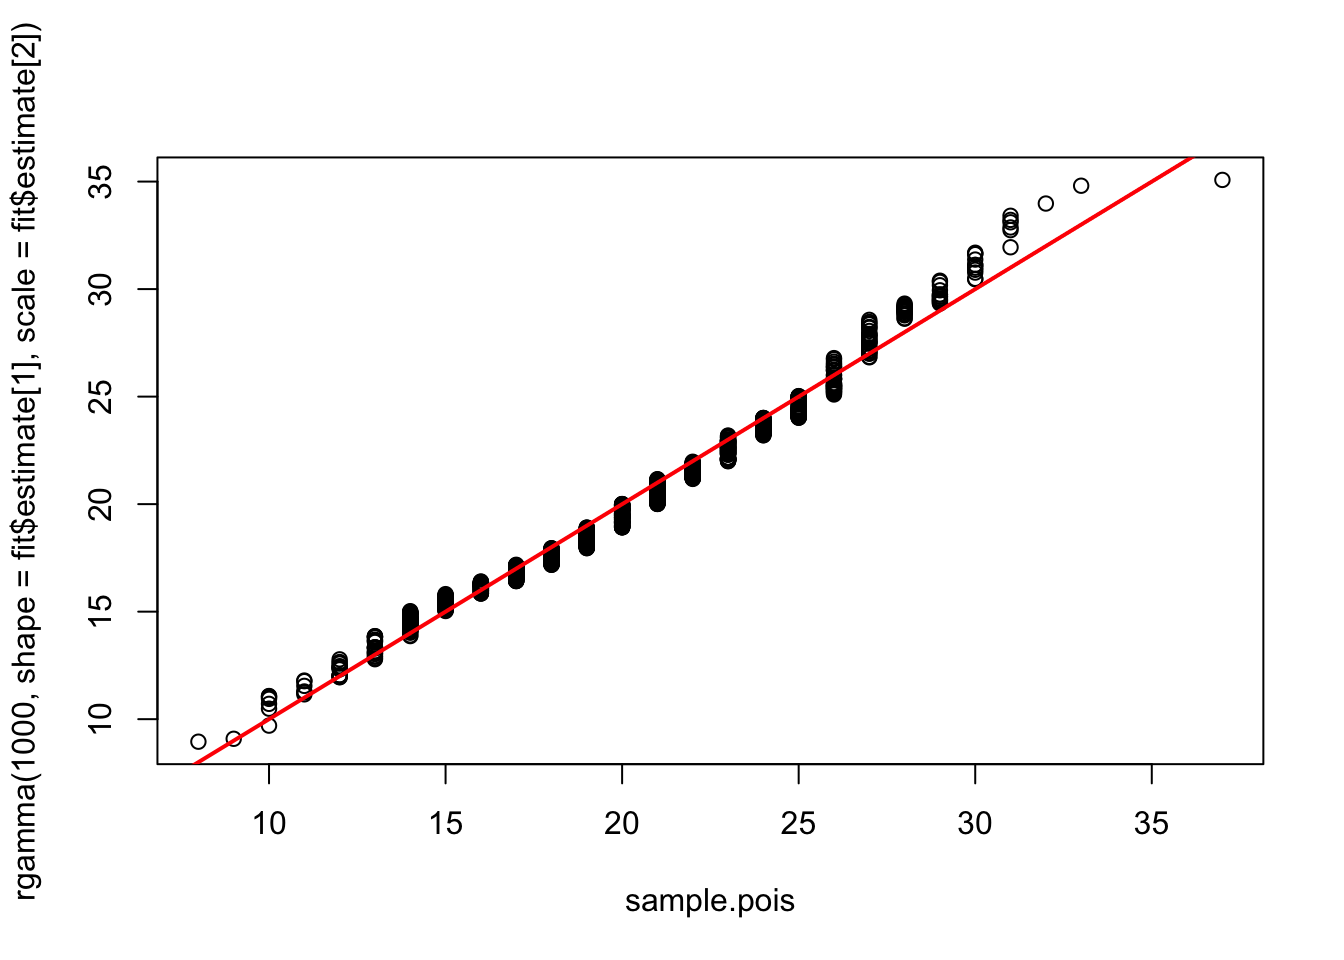 rgamma(1000, shape = fit$estimate[1], scale = fit$estimate[2])
35
30
25
20
15
10
10 15 20 25 30 35
sample.pois